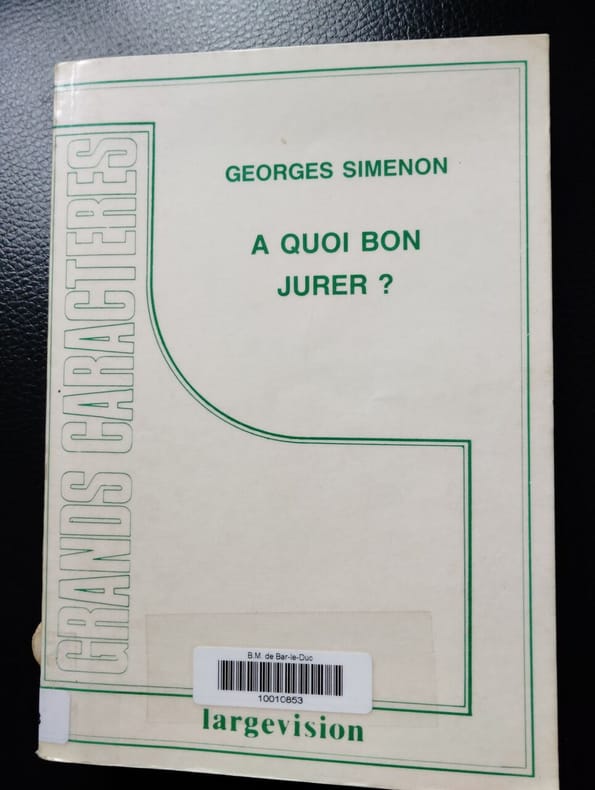 GEORGES SIMENON
A QUOI BON
JURER ?
GRANDS CARACTERES
B.M. de Bar-le-Duc
10010853
largevision